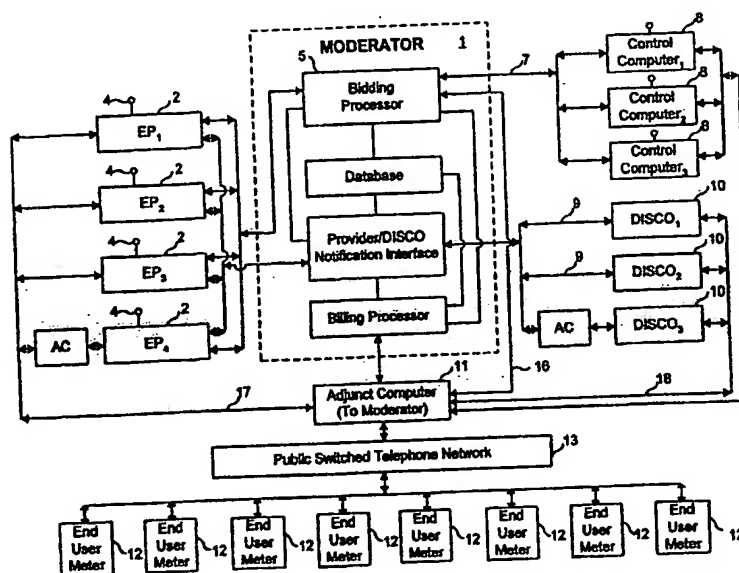 MODERATOR 1
5
Bidding
Processor
Database
Provider/DISCO
Notification Interface
Billing Processor
4
2
EP1
4
2
EP2
4
2
EP3
4
2
AC
EP4
7
8
Control
Computer1
8
Control
Computer2
8
Control
Computer3
9
10
DISCO1
9
10
DISCO2
10
AC
DISCO3
11
16
17
18
Adjunct Computer
(To Moderator)
13
Public Switched Telephone Network
End
User
Meter
12
End
User
Meter
12
End
User
Meter
12
End
User
Meter
12
End
User
Meter
12
End
User
Meter
12
End
User
Meter
12
End
User
Meter
12